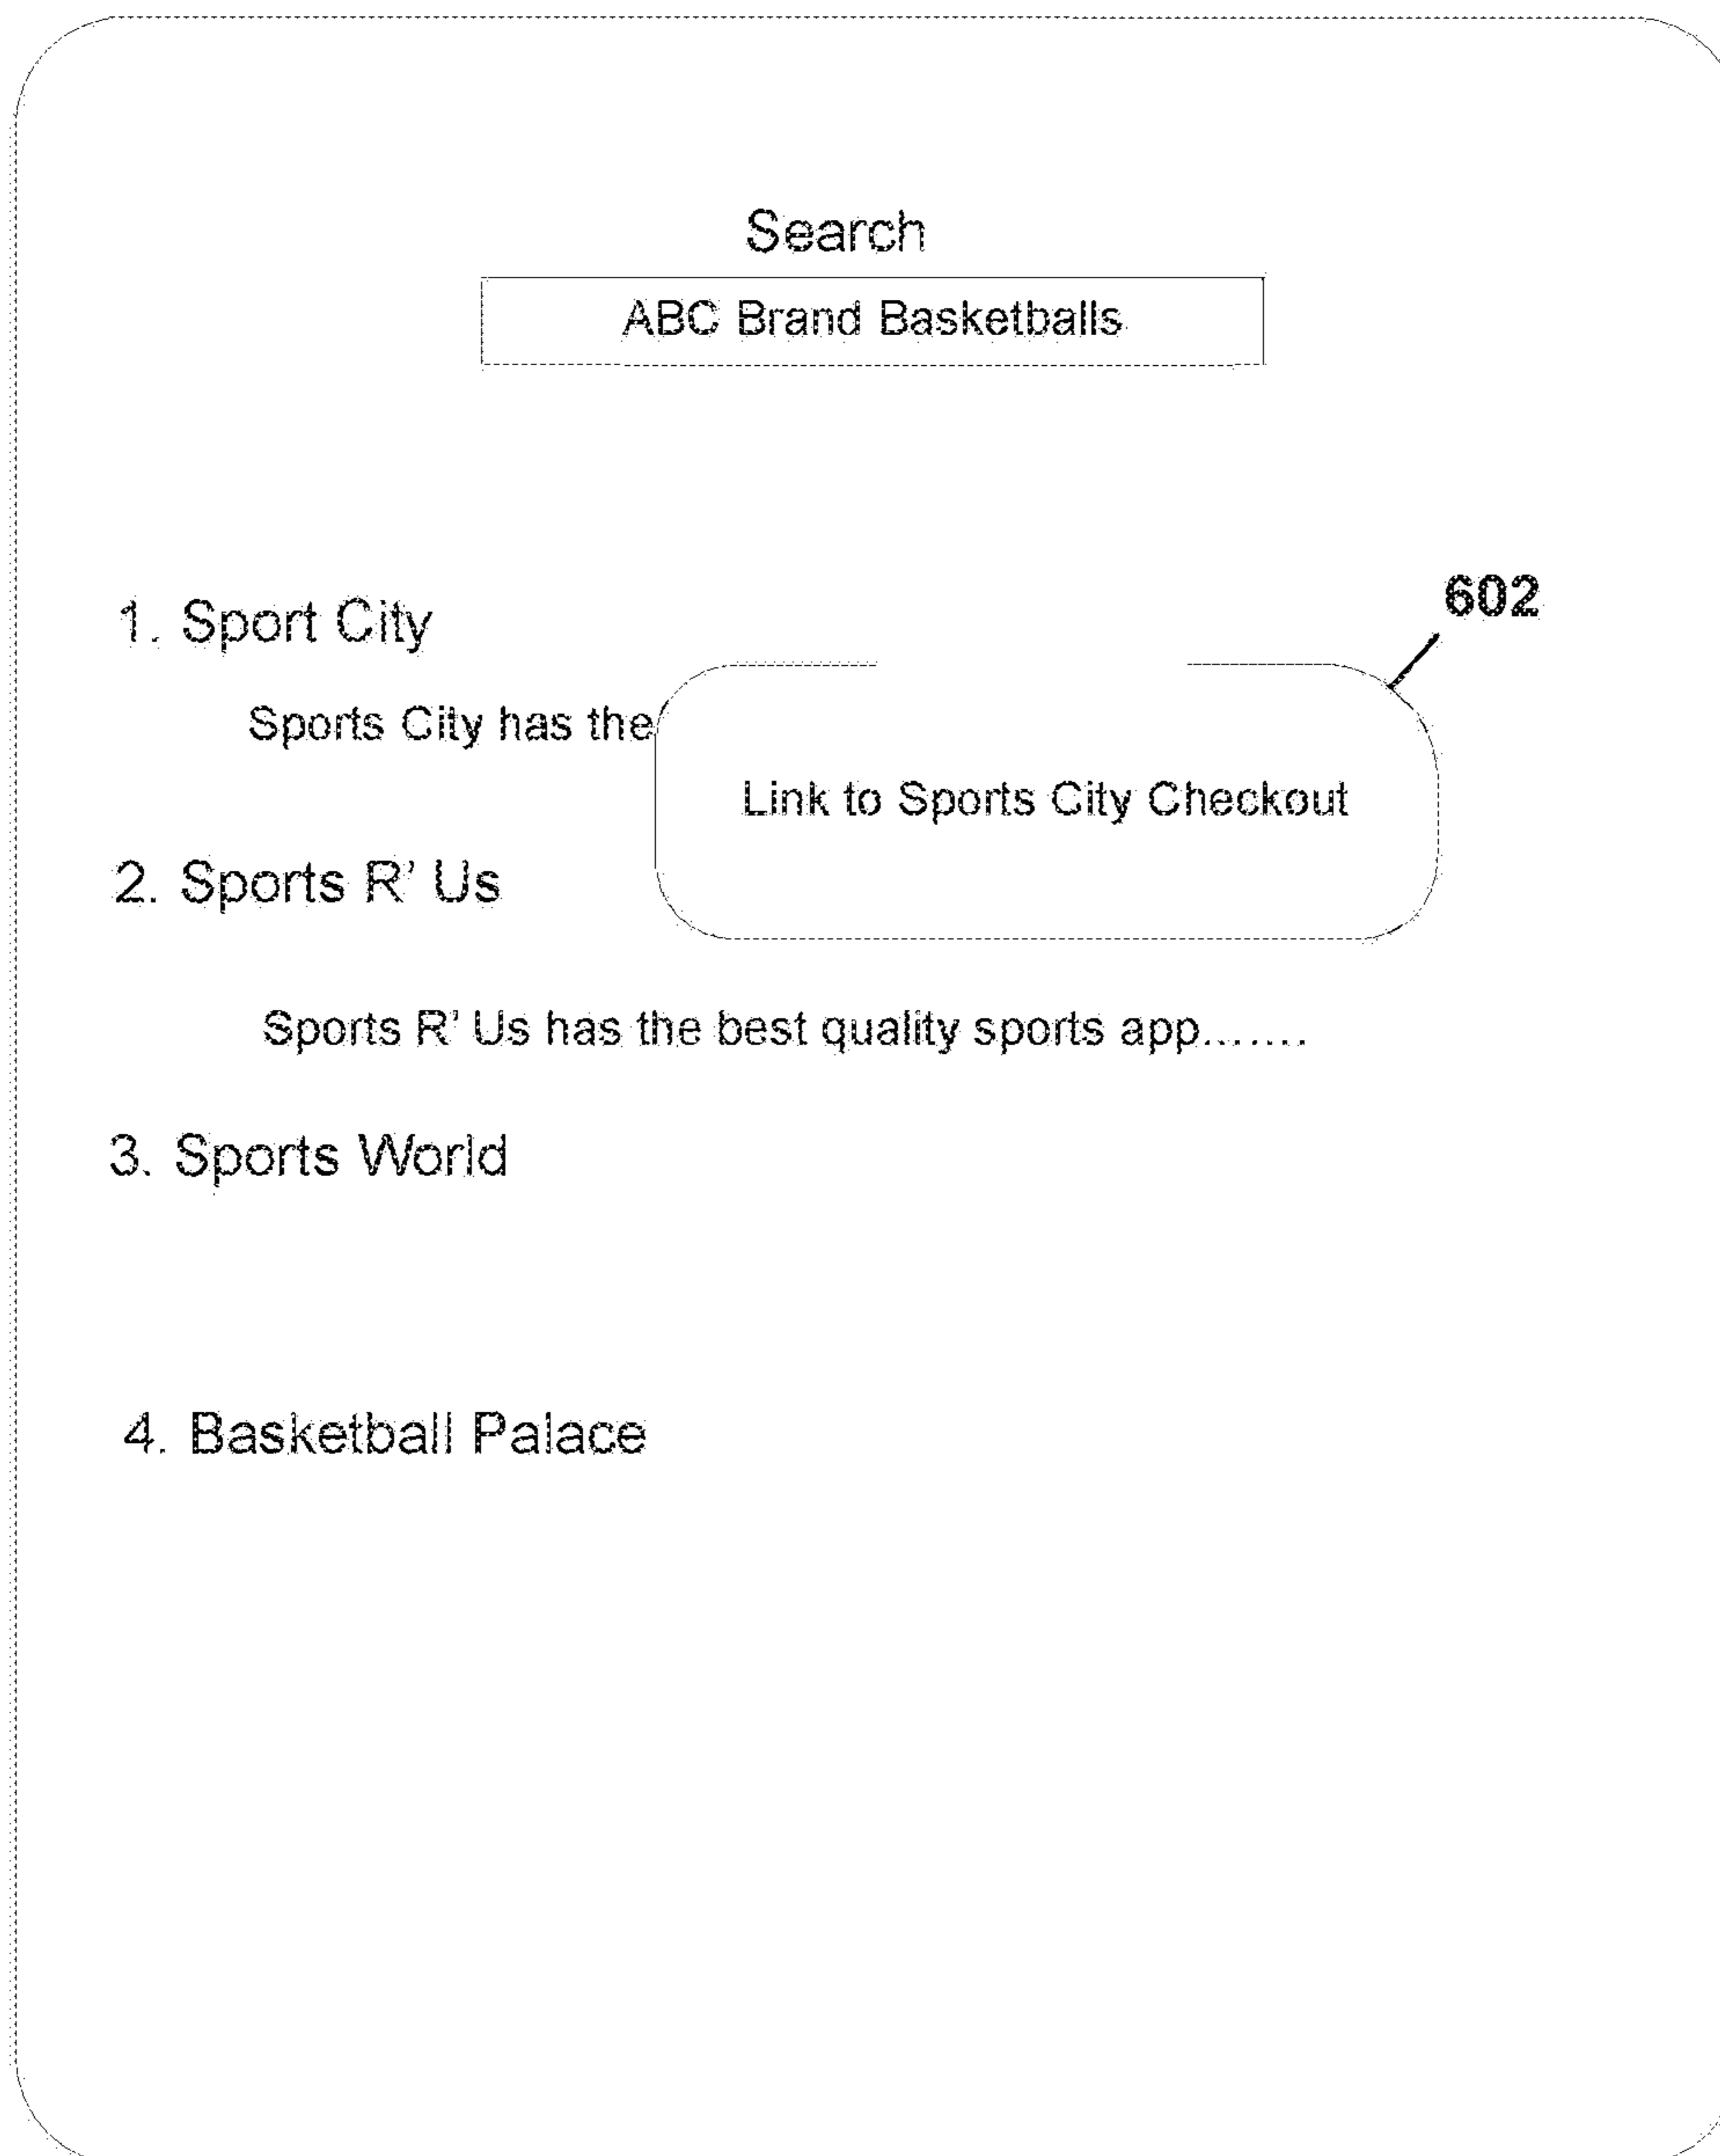 Search
ABC Brand Basketballs
602
1. Sport City
Sports City has the
Link to Sports City Checkout
2. Sports R' Us
Sports R' Us has the best quality sports app.......
3. Sports World
4. Basketball Palace